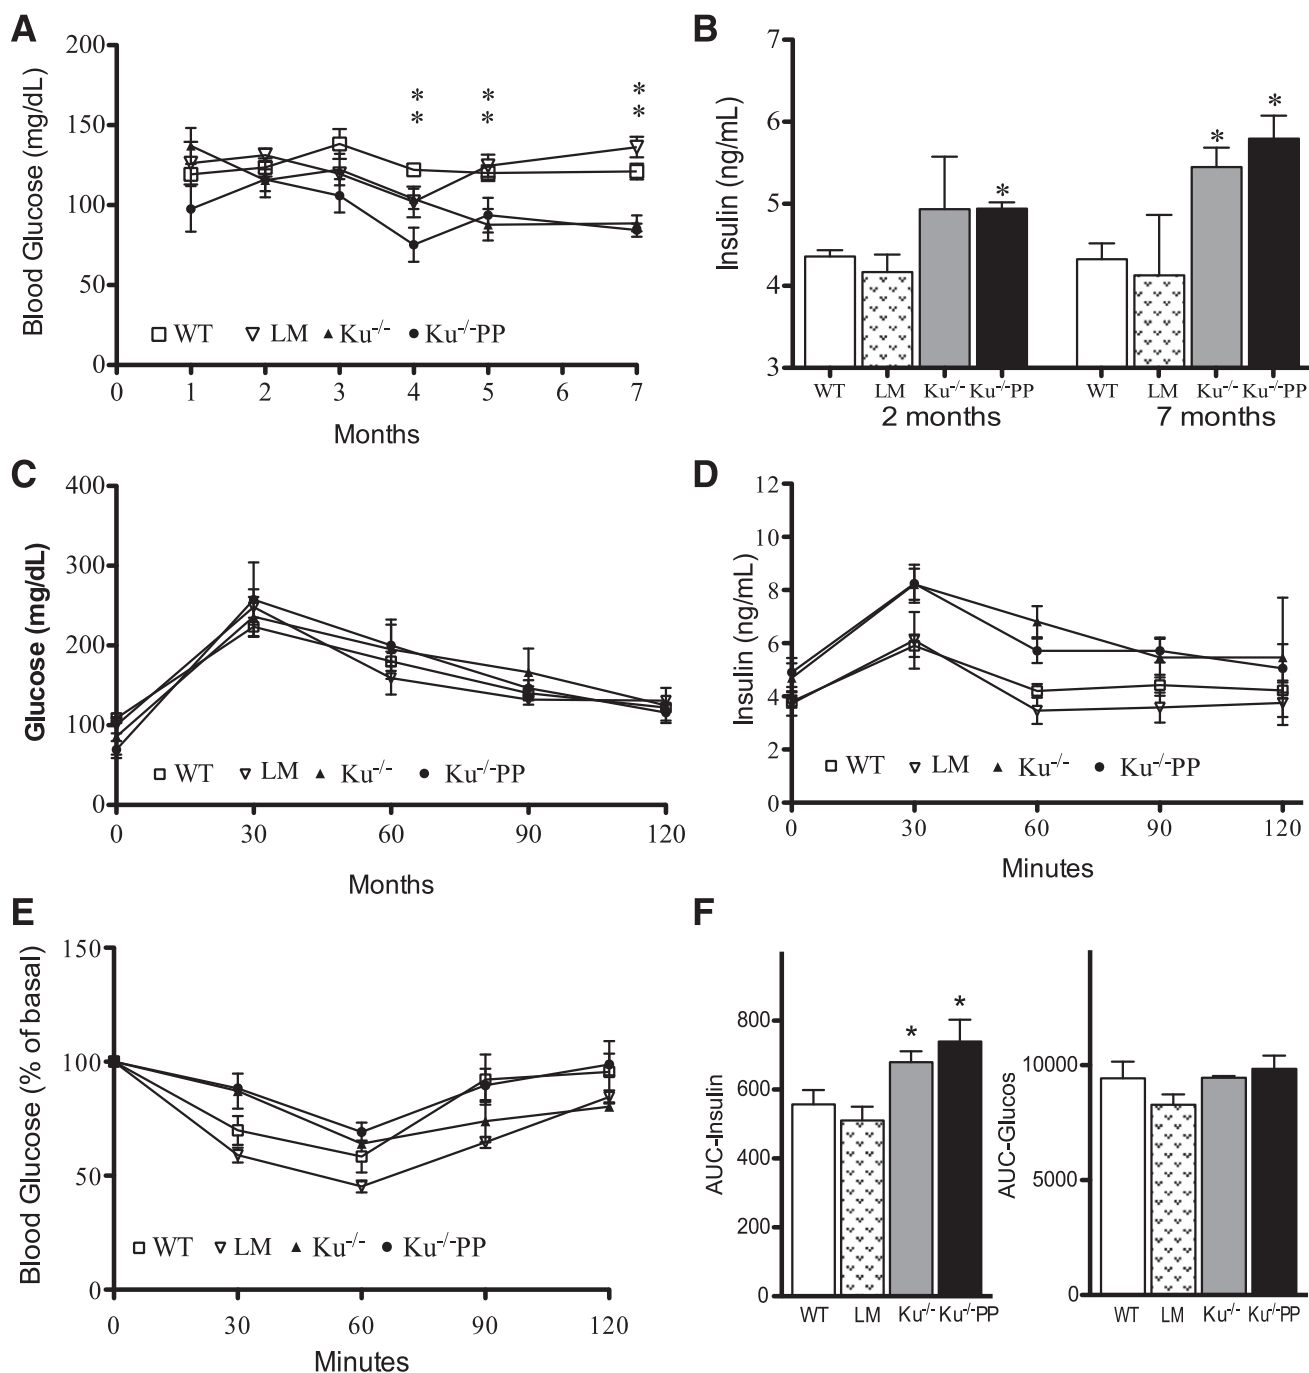 A
200
150
100
50
0
Blood Glucose (mg/dL)
* * *
* * *
WT LM Ku-/- Ku-/-PP
0 1 2 3 4 5 6 7
Months
B
7
6
5
4
3
Insulin (ng/mL)
* * *
WT LM Ku-/- Ku-/-PP WT LM Ku-/- Ku-/-PP
2 months 7 months
C
400
300
200
100
0
Glucose (mg/dL)
WT LM Ku-/- Ku-/-PP
0 30 60 90 120
Months
D
12
10
8
6
4
2
0
Insulin (ng/mL)
WT LM Ku-/- Ku-/-PP
0 30 60 90 120
Minutes
E
150
100
50
0
Blood Glucose (% of basal)
WT LM Ku-/- Ku-/-PP
0 30 60 90 120
Minutes
F
800
600
400
200
0
AUC-Insulin
* *
WT LM Ku-/- Ku-/-PP
10000
5000
0
AUC-Glucos
WT LM Ku-/- Ku-/-PP